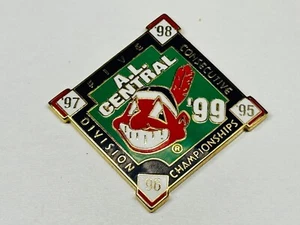 98
FIVE
CONSECUTIVE
A.L.
CENTRAL
'97
'99
95
®
DIVISION
CHAMPIONSHIPS
96